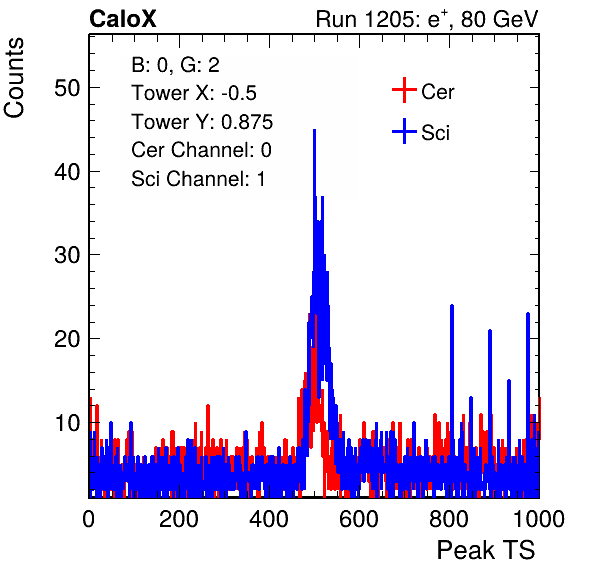 CaloX Run 1205: e⁺, 80 GeV
Counts
B: 0, G: 2
Tower X: -0.5
Tower Y: 0.875
Cer Channel: 0
Sci Channel: 1
Cer
Sci
50
40
30
20
10
0 200 400 600 800 1000
Peak TS